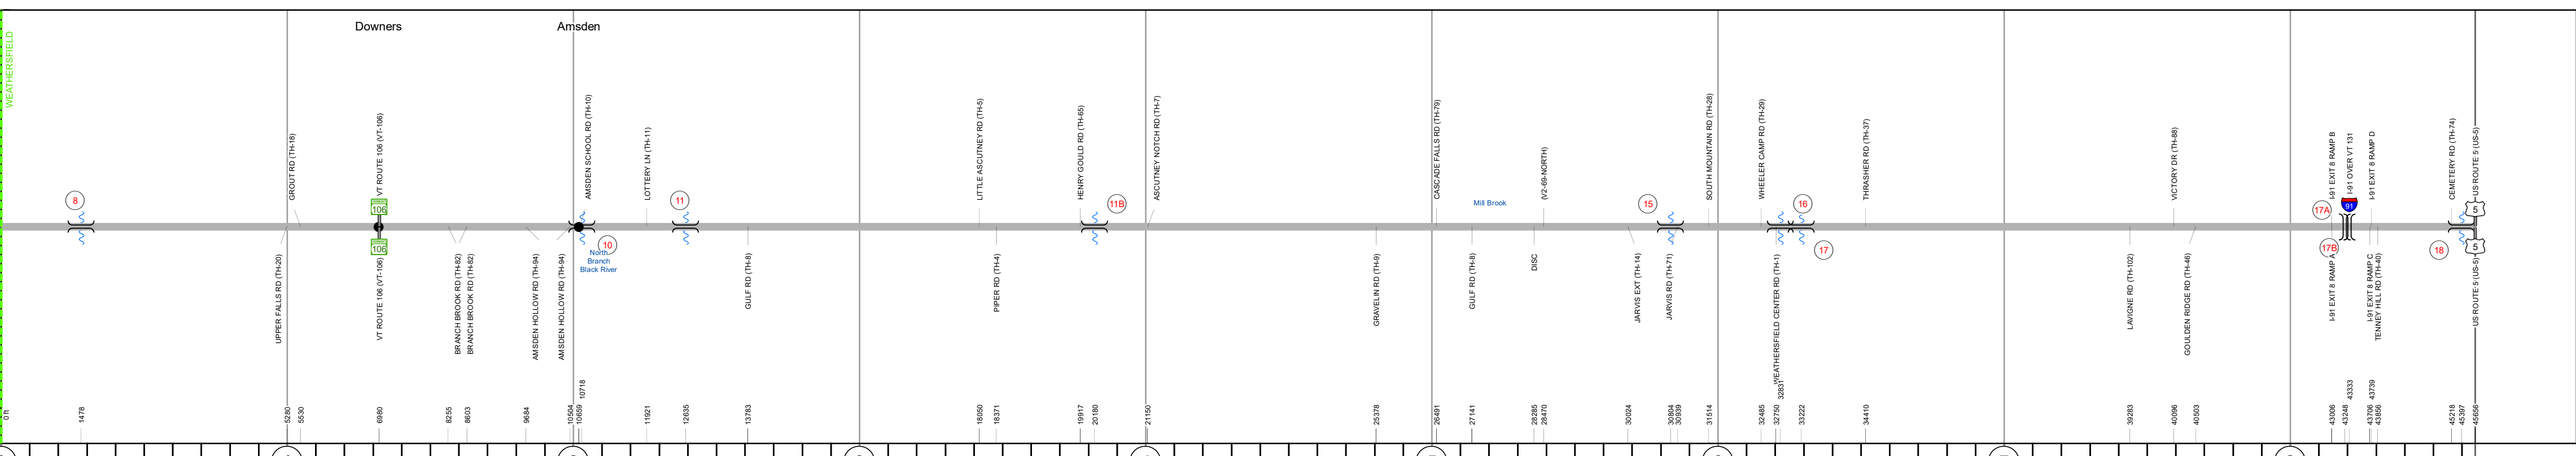 Downers
Amsden
WEATHERSFIELD
GROUT RD (TH-18)
VT ROUTE 106 (VT-106)
AMSDEN SCHOOL RD (TH-10)
LOTTERY LN (TH-11)
LITTLE ASCUTNEY RD (TH-5)
HENRY GOULD RD (TH-65)
ASCUTNEY NOTCH RD (TH-7)
CASCADE FALLS RD (TH-79)
(V2-69-NORTH)
SOUTH MOUNTAIN RD (TH-28)
WHEELER CAMP RD (TH-29)
THRASHER RD (TH-37)
VICTORY DR (TH-88)
I-91 EXIT 8 RAMP B
I-91 OVER VT 131
I-91 EXIT 8 RAMP D
CEMETERY RD (TH-74)
US ROUTE 5 (US-5)
8
106
11
11B
Mill Brook
15
16
17A
91
5
106
10
North
Branch
Black River
17
17B
18
5
UPPER FALLS RD (TH-20)
VT ROUTE 106 (VT-106)
BRANCH BROOK RD (TH-82)
BRANCH BROOK RD (TH-82)
AMSDEN HOLLOW RD (TH-94)
AMSDEN HOLLOW RD (TH-94)
GULF RD (TH-8)
PIPER RD (TH-4)
GRAVELIN RD (TH-9)
GULF RD (TH-8)
DISC
JARVIS EXT (TH-14)
JARVIS RD (TH-71)
WEATHERSFIELD CENTER RD (TH-1)
LAVIGNE RD (TH-102)
GOULDEN RIDGE RD (TH-46)
I-91 EXIT 8 RAMP A
I-91 EXIT 8 RAMP C
TENNEY HILL RD (TH-40)
US ROUTE 5 (US-5)
0 ft
1478
5280
5530
6980
8255
8603
9684
10504
10659
10718
11921
12635
13783
18050
18371
19917
20180
21150
25378
26491
27141
28285
28470
30024
30804
30939
31514
32485
32750
32831
33222
34410
39283
40096
40503
43006
43248
43333
43706
43739
43856
45218
45397
45656